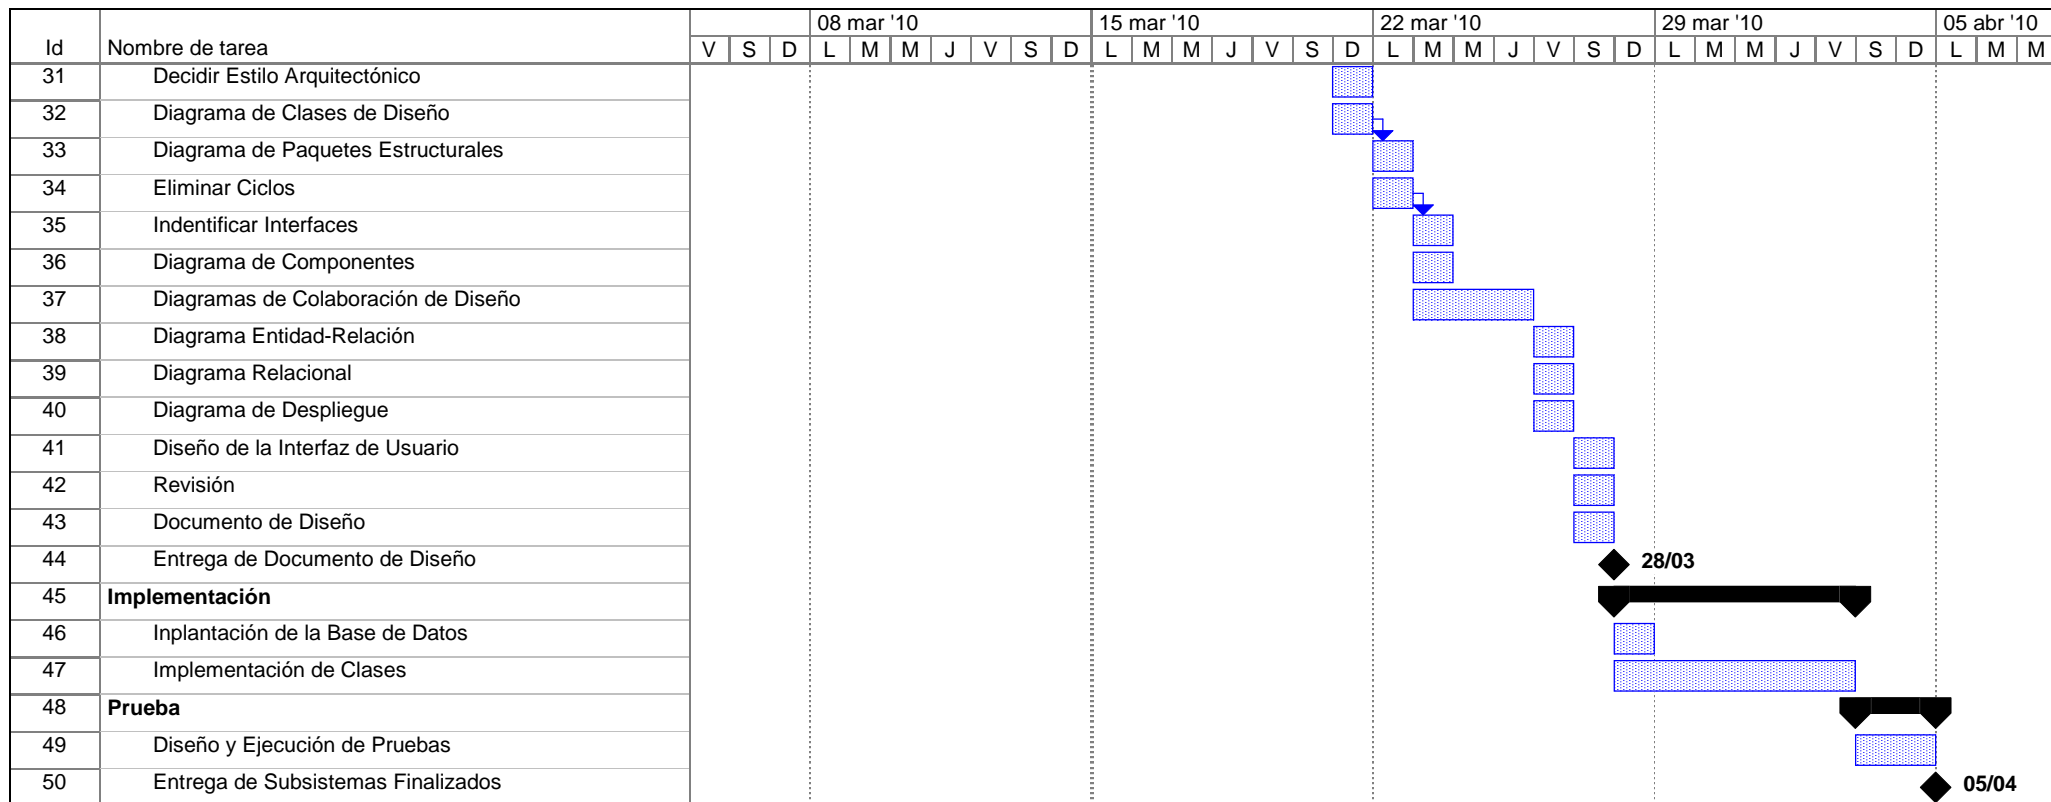 08 mar '10 15 mar '10 22 mar '10 29 mar '10 05 abr '10
Id Nombre de tarea V S D L M M J V S D L M M J V S D L M M J V S D L M M J V S D L M M
31 Decidir Estilo Arquitectónico
32 Diagrama de Clases de Diseño
33 Diagrama de Paquetes Estructurales
34 Eliminar Ciclos
35 Indentificar Interfaces
36 Diagrama de Componentes
37 Diagramas de Colaboración de Diseño
38 Diagrama Entidad-Relación
39 Diagrama Relacional
40 Diagrama de Despliegue
41 Diseño de la Interfaz de Usuario
42 Revisión
43 Documento de Diseño
44 Entrega de Documento de Diseño 28/03
45 Implementación
46 Inplantación de la Base de Datos
47 Implementación de Clases
48 Prueba
49 Diseño y Ejecución de Pruebas
50 Entrega de Subsistemas Finalizados 05/04